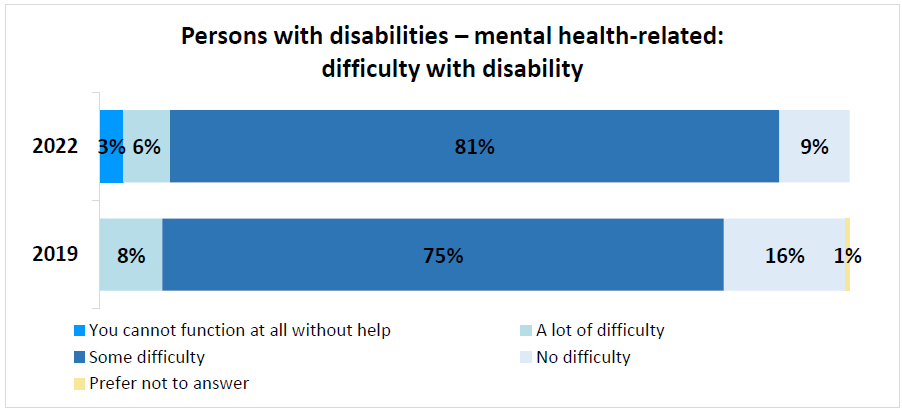 Persons with disabilities – mental health-related:
difficulty with disability
2022
3% 6% 81% 9%
2019
8% 75% 16% 1%
You cannot function at all without help
A lot of difficulty
Some difficulty
No difficulty
Prefer not to answer